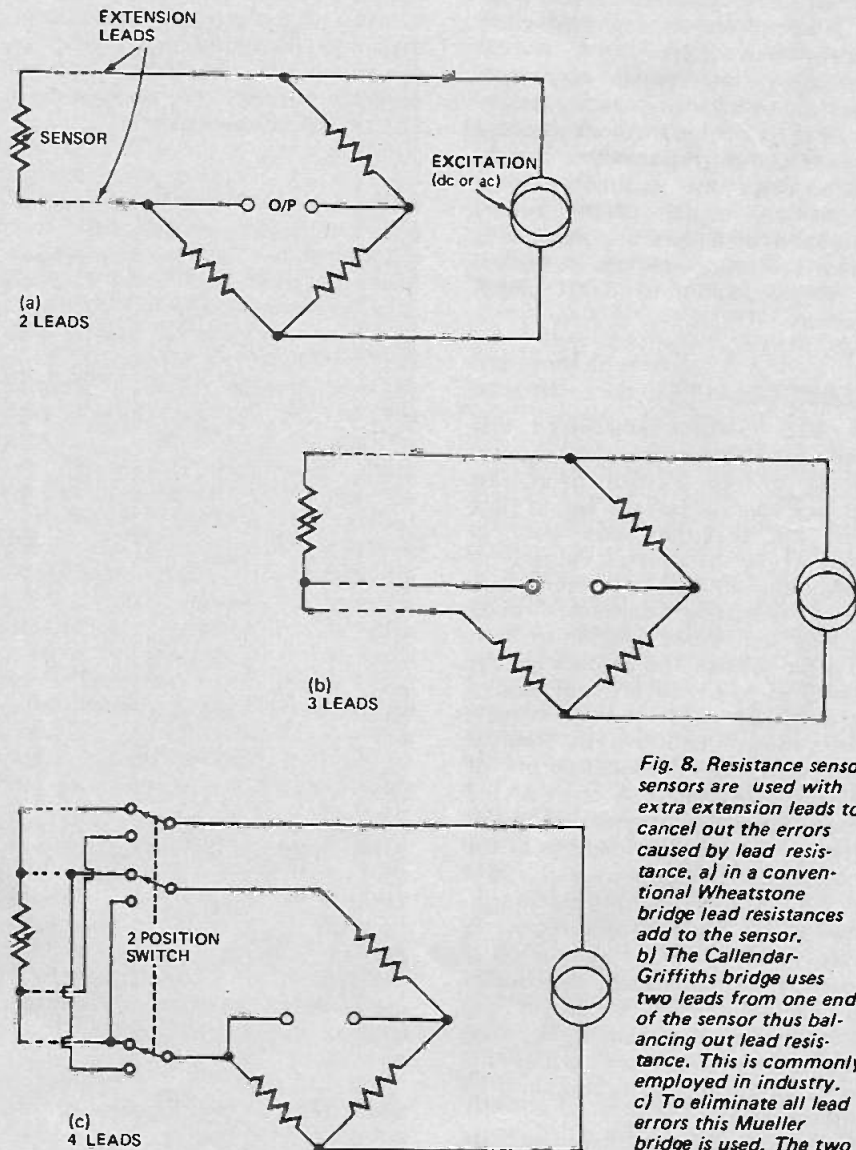 EXTENSION
LEADS
SENSOR
EXCITATION
(dc or ac)
O/P
(a)
2 LEADS
(b)
3 LEADS
2 POSITION
SWITCH
(c)
4 LEADS
Fig. 8. Resistance senso
sensors are used with
extra extension leads to
cancel out the errors
caused by lead resis-
tance. a) in a conven-
tional Wheatstone
bridge lead resistances
add to the sensor.
b) The Callendar-
Griffiths bridge uses
two leads from one end
of the sensor thus bal-
ancing out lead resis-
tance. This is commonly
employed in industry.
c) To eliminate all lead
errors this Mueller
bridge is used. The two